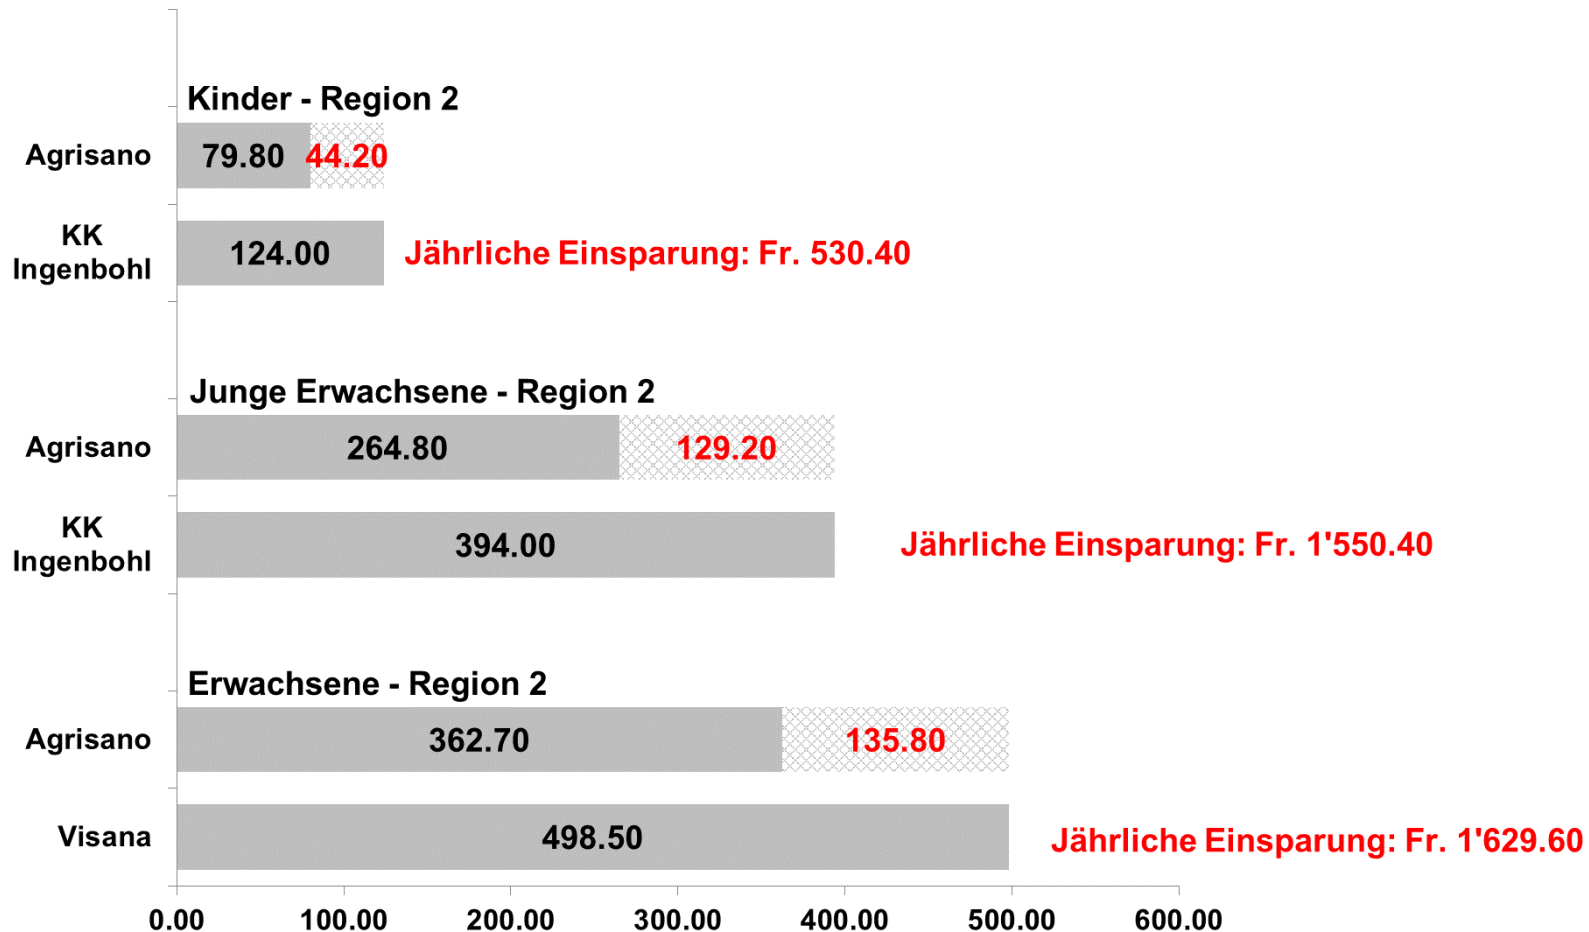 Kinder - Region 2
Agrisano 79.80 44.20
KK
Ingenbohl
124.00 Jährliche Einsparung: Fr. 530.40
Junge Erwachsene - Region 2
Agrisano 264.80 129.20
KK
Ingenbohl
394.00 Jährliche Einsparung: Fr. 1'550.40
Erwachsene - Region 2
Agrisano 362.70 135.80
Visana 498.50 Jährliche Einsparung: Fr. 1'629.60
0.00 100.00 200.00 300.00 400.00 500.00 600.00